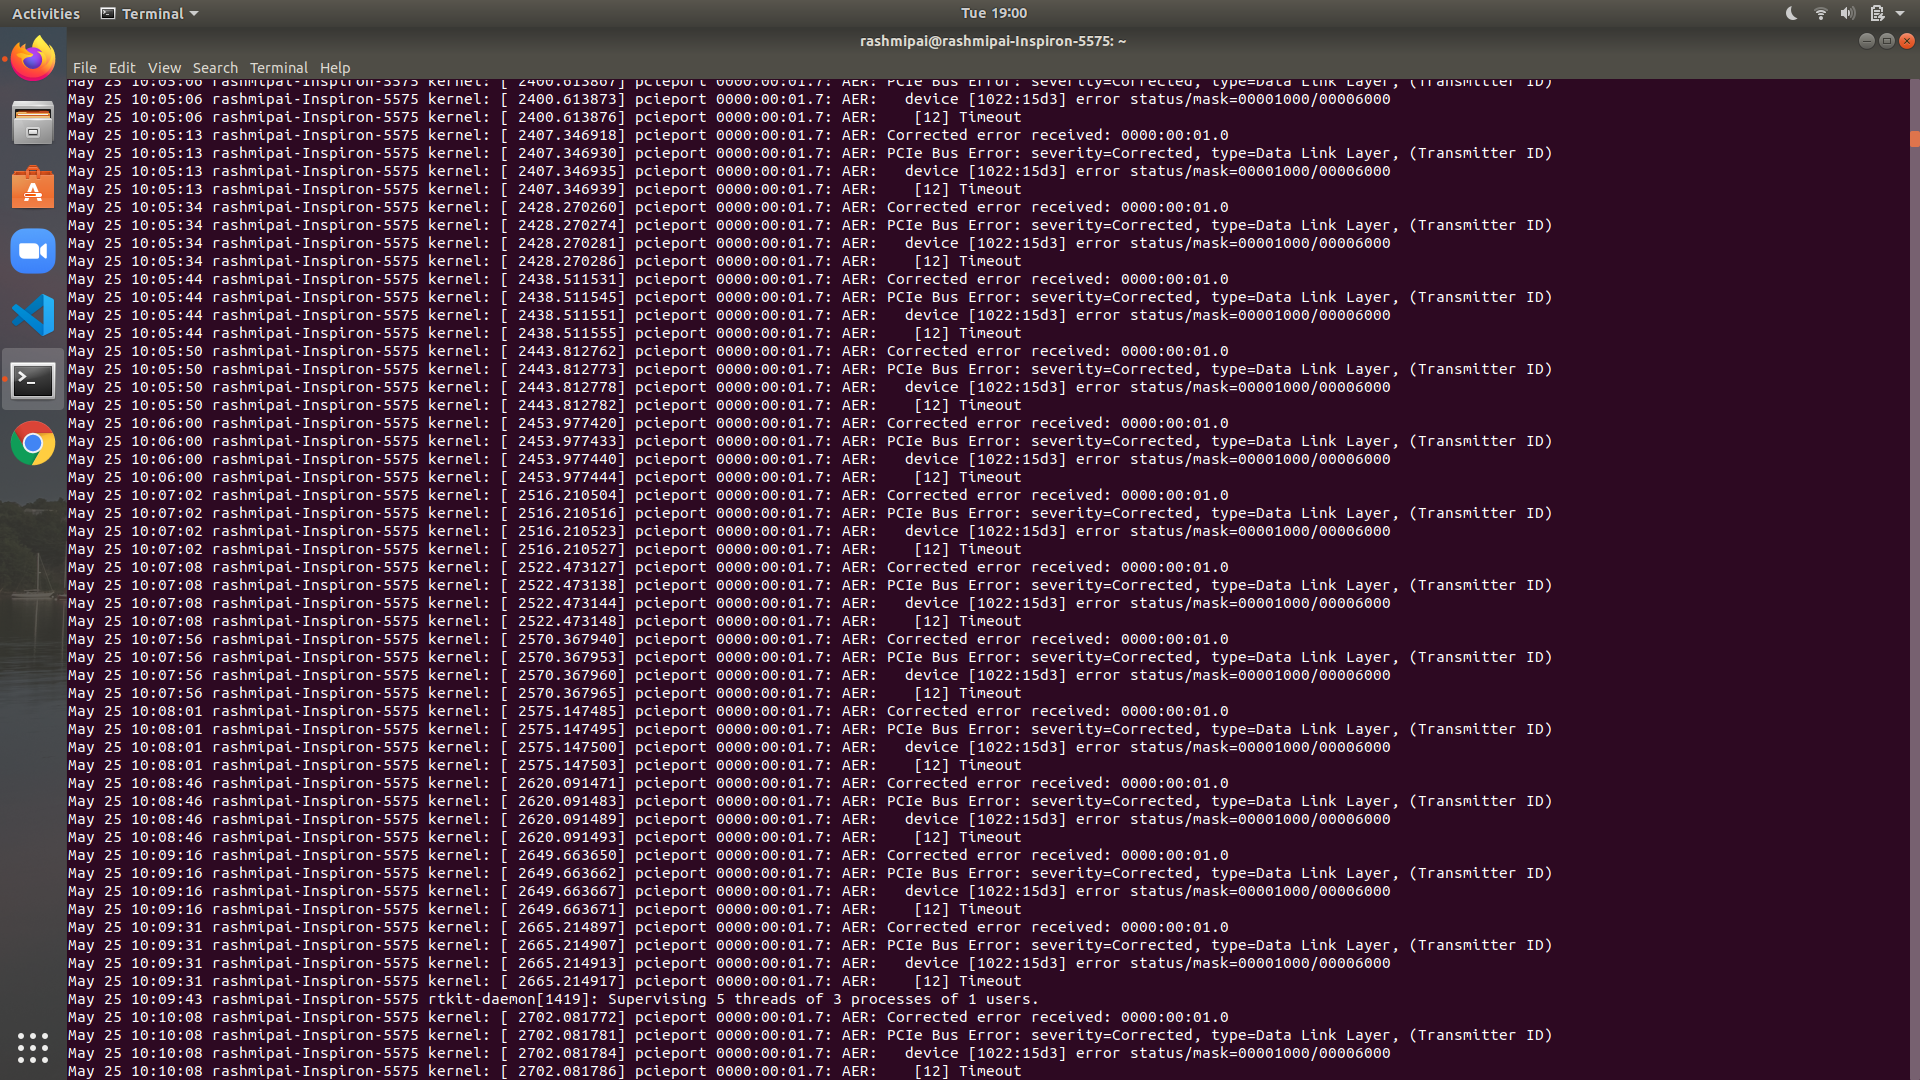 Activities Terminal Tue 19:00
rashmipai@rashmipai-Inspiron-5575: ~
File Edit View Search Terminal Help
May 25 10:05:06 rashmipai-Inspiron-5575 kernel: [ 2400.613867] pcieport 0000:00:01.7: AER: PCIe Bus Error: severity=Corrected, type=Data Link Layer, (Transmitter ID)
May 25 10:05:06 rashmipai-Inspiron-5575 kernel: [ 2400.613873] pcieport 0000:00:01.7: AER:   device [1022:15d3] error status/mask=00001000/00006000
May 25 10:05:06 rashmipai-Inspiron-5575 kernel: [ 2400.613876] pcieport 0000:00:01.7: AER:    [12] Timeout
May 25 10:05:13 rashmipai-Inspiron-5575 kernel: [ 2407.346918] pcieport 0000:00:01.7: AER: Corrected error received: 0000:00:01.0
May 25 10:05:13 rashmipai-Inspiron-5575 kernel: [ 2407.346930] pcieport 0000:00:01.7: AER: PCIe Bus Error: severity=Corrected, type=Data Link Layer, (Transmitter ID)
May 25 10:05:13 rashmipai-Inspiron-5575 kernel: [ 2407.346935] pcieport 0000:00:01.7: AER:   device [1022:15d3] error status/mask=00001000/00006000
May 25 10:05:13 rashmipai-Inspiron-5575 kernel: [ 2407.346939] pcieport 0000:00:01.7: AER:    [12] Timeout
May 25 10:05:34 rashmipai-Inspiron-5575 kernel: [ 2428.270260] pcieport 0000:00:01.7: AER: Corrected error received: 0000:00:01.0
May 25 10:05:34 rashmipai-Inspiron-5575 kernel: [ 2428.270274] pcieport 0000:00:01.7: AER: PCIe Bus Error: severity=Corrected, type=Data Link Layer, (Transmitter ID)
May 25 10:05:34 rashmipai-Inspiron-5575 kernel: [ 2428.270281] pcieport 0000:00:01.7: AER:   device [1022:15d3] error status/mask=00001000/00006000
May 25 10:05:34 rashmipai-Inspiron-5575 kernel: [ 2428.270286] pcieport 0000:00:01.7: AER:    [12] Timeout
May 25 10:05:44 rashmipai-Inspiron-5575 kernel: [ 2438.511531] pcieport 0000:00:01.7: AER: Corrected error received: 0000:00:01.0
May 25 10:05:44 rashmipai-Inspiron-5575 kernel: [ 2438.511545] pcieport 0000:00:01.7: AER: PCIe Bus Error: severity=Corrected, type=Data Link Layer, (Transmitter ID)
May 25 10:05:44 rashmipai-Inspiron-5575 kernel: [ 2438.511551] pcieport 0000:00:01.7: AER:   device [1022:15d3] error status/mask=00001000/00006000
May 25 10:05:44 rashmipai-Inspiron-5575 kernel: [ 2438.511555] pcieport 0000:00:01.7: AER:    [12] Timeout
May 25 10:05:50 rashmipai-Inspiron-5575 kernel: [ 2443.812762] pcieport 0000:00:01.7: AER: Corrected error received: 0000:00:01.0
May 25 10:05:50 rashmipai-Inspiron-5575 kernel: [ 2443.812773] pcieport 0000:00:01.7: AER: PCIe Bus Error: severity=Corrected, type=Data Link Layer, (Transmitter ID)
May 25 10:05:50 rashmipai-Inspiron-5575 kernel: [ 2443.812778] pcieport 0000:00:01.7: AER:   device [1022:15d3] error status/mask=00001000/00006000
May 25 10:05:50 rashmipai-Inspiron-5575 kernel: [ 2443.812782] pcieport 0000:00:01.7: AER:    [12] Timeout
May 25 10:06:00 rashmipai-Inspiron-5575 kernel: [ 2453.977420] pcieport 0000:00:01.7: AER: Corrected error received: 0000:00:01.0
May 25 10:06:00 rashmipai-Inspiron-5575 kernel: [ 2453.977433] pcieport 0000:00:01.7: AER: PCIe Bus Error: severity=Corrected, type=Data Link Layer, (Transmitter ID)
May 25 10:06:00 rashmipai-Inspiron-5575 kernel: [ 2453.977440] pcieport 0000:00:01.7: AER:   device [1022:15d3] error status/mask=00001000/00006000
May 25 10:06:00 rashmipai-Inspiron-5575 kernel: [ 2453.977444] pcieport 0000:00:01.7: AER:    [12] Timeout
May 25 10:07:02 rashmipai-Inspiron-5575 kernel: [ 2516.210504] pcieport 0000:00:01.7: AER: Corrected error received: 0000:00:01.0
May 25 10:07:02 rashmipai-Inspiron-5575 kernel: [ 2516.210516] pcieport 0000:00:01.7: AER: PCIe Bus Error: severity=Corrected, type=Data Link Layer, (Transmitter ID)
May 25 10:07:02 rashmipai-Inspiron-5575 kernel: [ 2516.210523] pcieport 0000:00:01.7: AER:   device [1022:15d3] error status/mask=00001000/00006000
May 25 10:07:02 rashmipai-Inspiron-5575 kernel: [ 2516.210527] pcieport 0000:00:01.7: AER:    [12] Timeout
May 25 10:07:08 rashmipai-Inspiron-5575 kernel: [ 2522.473127] pcieport 0000:00:01.7: AER: Corrected error received: 0000:00:01.0
May 25 10:07:08 rashmipai-Inspiron-5575 kernel: [ 2522.473138] pcieport 0000:00:01.7: AER: PCIe Bus Error: severity=Corrected, type=Data Link Layer, (Transmitter ID)
May 25 10:07:08 rashmipai-Inspiron-5575 kernel: [ 2522.473144] pcieport 0000:00:01.7: AER:   device [1022:15d3] error status/mask=00001000/00006000
May 25 10:07:08 rashmipai-Inspiron-5575 kernel: [ 2522.473148] pcieport 0000:00:01.7: AER:    [12] Timeout
May 25 10:07:56 rashmipai-Inspiron-5575 kernel: [ 2570.367940] pcieport 0000:00:01.7: AER: Corrected error received: 0000:00:01.0
May 25 10:07:56 rashmipai-Inspiron-5575 kernel: [ 2570.367953] pcieport 0000:00:01.7: AER: PCIe Bus Error: severity=Corrected, type=Data Link Layer, (Transmitter ID)
May 25 10:07:56 rashmipai-Inspiron-5575 kernel: [ 2570.367960] pcieport 0000:00:01.7: AER:   device [1022:15d3] error status/mask=00001000/00006000
May 25 10:07:56 rashmipai-Inspiron-5575 kernel: [ 2570.367965] pcieport 0000:00:01.7: AER:    [12] Timeout
May 25 10:08:01 rashmipai-Inspiron-5575 kernel: [ 2575.147485] pcieport 0000:00:01.7: AER: Corrected error received: 0000:00:01.0
May 25 10:08:01 rashmipai-Inspiron-5575 kernel: [ 2575.147495] pcieport 0000:00:01.7: AER: PCIe Bus Error: severity=Corrected, type=Data Link Layer, (Transmitter ID)
May 25 10:08:01 rashmipai-Inspiron-5575 kernel: [ 2575.147500] pcieport 0000:00:01.7: AER:   device [1022:15d3] error status/mask=00001000/00006000
May 25 10:08:01 rashmipai-Inspiron-5575 kernel: [ 2575.147503] pcieport 0000:00:01.7: AER:    [12] Timeout
May 25 10:08:46 rashmipai-Inspiron-5575 kernel: [ 2620.091471] pcieport 0000:00:01.7: AER: Corrected error received: 0000:00:01.0
May 25 10:08:46 rashmipai-Inspiron-5575 kernel: [ 2620.091483] pcieport 0000:00:01.7: AER: PCIe Bus Error: severity=Corrected, type=Data Link Layer, (Transmitter ID)
May 25 10:08:46 rashmipai-Inspiron-5575 kernel: [ 2620.091489] pcieport 0000:00:01.7: AER:   device [1022:15d3] error status/mask=00001000/00006000
May 25 10:08:46 rashmipai-Inspiron-5575 kernel: [ 2620.091493] pcieport 0000:00:01.7: AER:    [12] Timeout
May 25 10:09:16 rashmipai-Inspiron-5575 kernel: [ 2649.663650] pcieport 0000:00:01.7: AER: Corrected error received: 0000:00:01.0
May 25 10:09:16 rashmipai-Inspiron-5575 kernel: [ 2649.663662] pcieport 0000:00:01.7: AER: PCIe Bus Error: severity=Corrected, type=Data Link Layer, (Transmitter ID)
May 25 10:09:16 rashmipai-Inspiron-5575 kernel: [ 2649.663667] pcieport 0000:00:01.7: AER:   device [1022:15d3] error status/mask=00001000/00006000
May 25 10:09:16 rashmipai-Inspiron-5575 kernel: [ 2649.663671] pcieport 0000:00:01.7: AER:    [12] Timeout
May 25 10:09:31 rashmipai-Inspiron-5575 kernel: [ 2665.214897] pcieport 0000:00:01.7: AER: Corrected error received: 0000:00:01.0
May 25 10:09:31 rashmipai-Inspiron-5575 kernel: [ 2665.214907] pcieport 0000:00:01.7: AER: PCIe Bus Error: severity=Corrected, type=Data Link Layer, (Transmitter ID)
May 25 10:09:31 rashmipai-Inspiron-5575 kernel: [ 2665.214913] pcieport 0000:00:01.7: AER:   device [1022:15d3] error status/mask=00001000/00006000
May 25 10:09:31 rashmipai-Inspiron-5575 kernel: [ 2665.214917] pcieport 0000:00:01.7: AER:    [12] Timeout
May 25 10:09:43 rashmipai-Inspiron-5575 rtkit-daemon[1419]: Supervising 5 threads of 3 processes of 1 users.
May 25 10:10:08 rashmipai-Inspiron-5575 kernel: [ 2702.081772] pcieport 0000:00:01.7: AER: Corrected error received: 0000:00:01.0
May 25 10:10:08 rashmipai-Inspiron-5575 kernel: [ 2702.081781] pcieport 0000:00:01.7: AER: PCIe Bus Error: severity=Corrected, type=Data Link Layer, (Transmitter ID)
May 25 10:10:08 rashmipai-Inspiron-5575 kernel: [ 2702.081784] pcieport 0000:00:01.7: AER:   device [1022:15d3] error status/mask=00001000/00006000
May 25 10:10:08 rashmipai-Inspiron-5575 kernel: [ 2702.081786] pcieport 0000:00:01.7: AER:    [12] Timeout